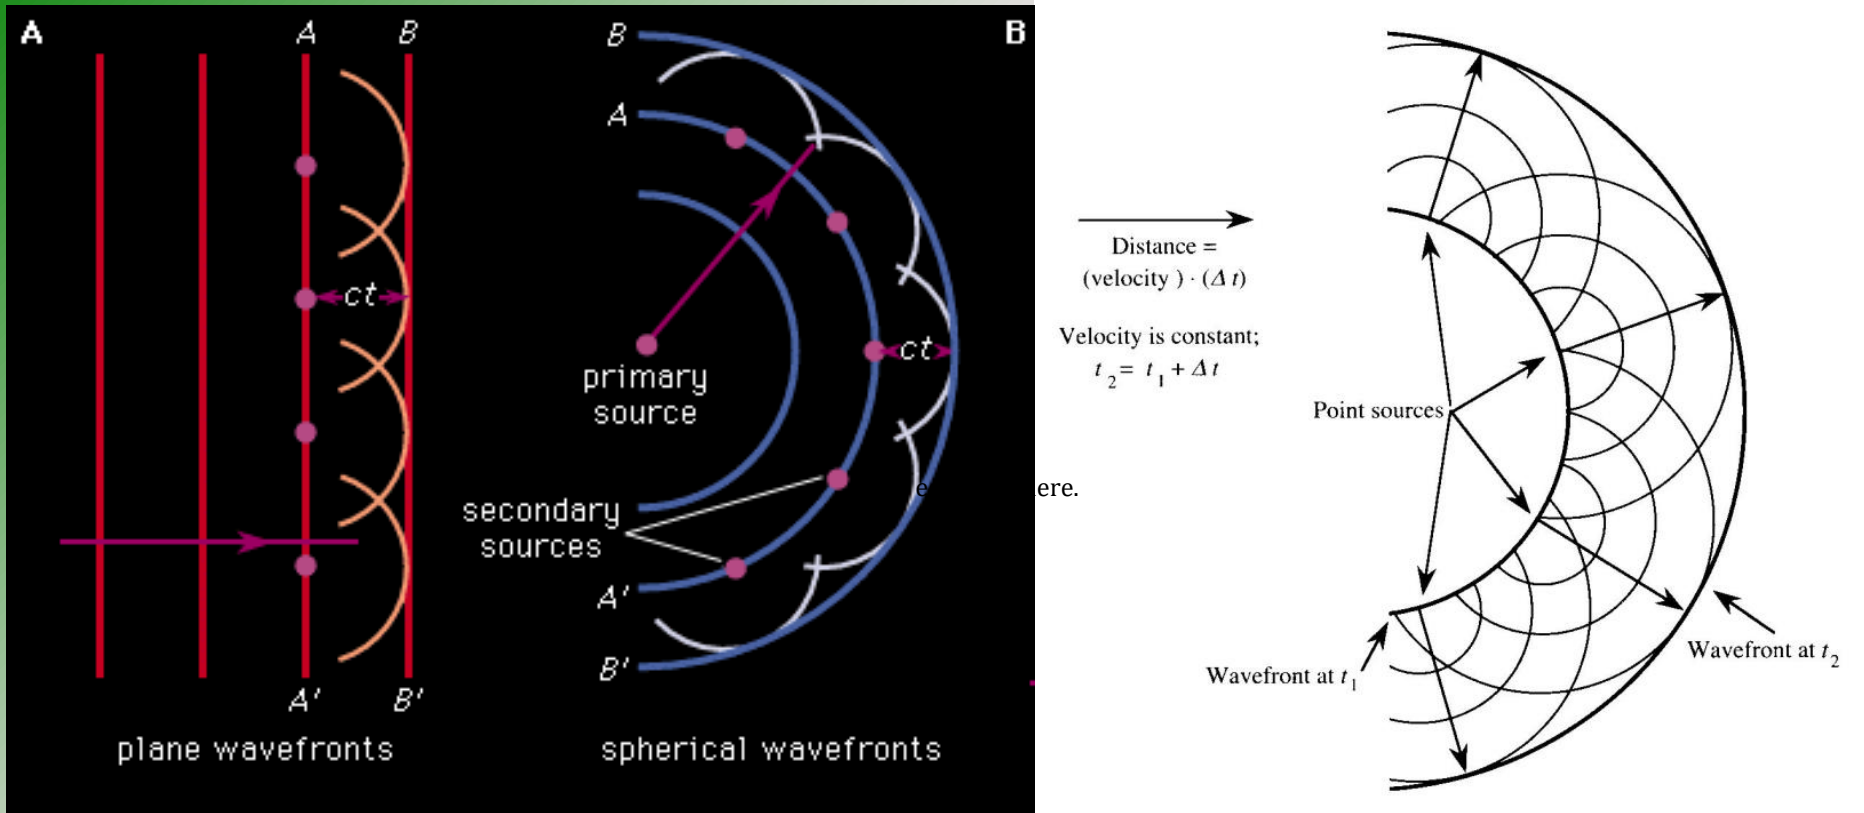 A
A
B
ct
A'
B'
plane wavefronts
B
B
A
primary
source
ct
secondary
sources
A'
B'
spherical wavefronts
ere.
Distance =
(velocity ) · (Δ t)
Velocity is constant;
t2 = t1 + Δ t
Point sources
Wavefront at t1
Wavefront at t2